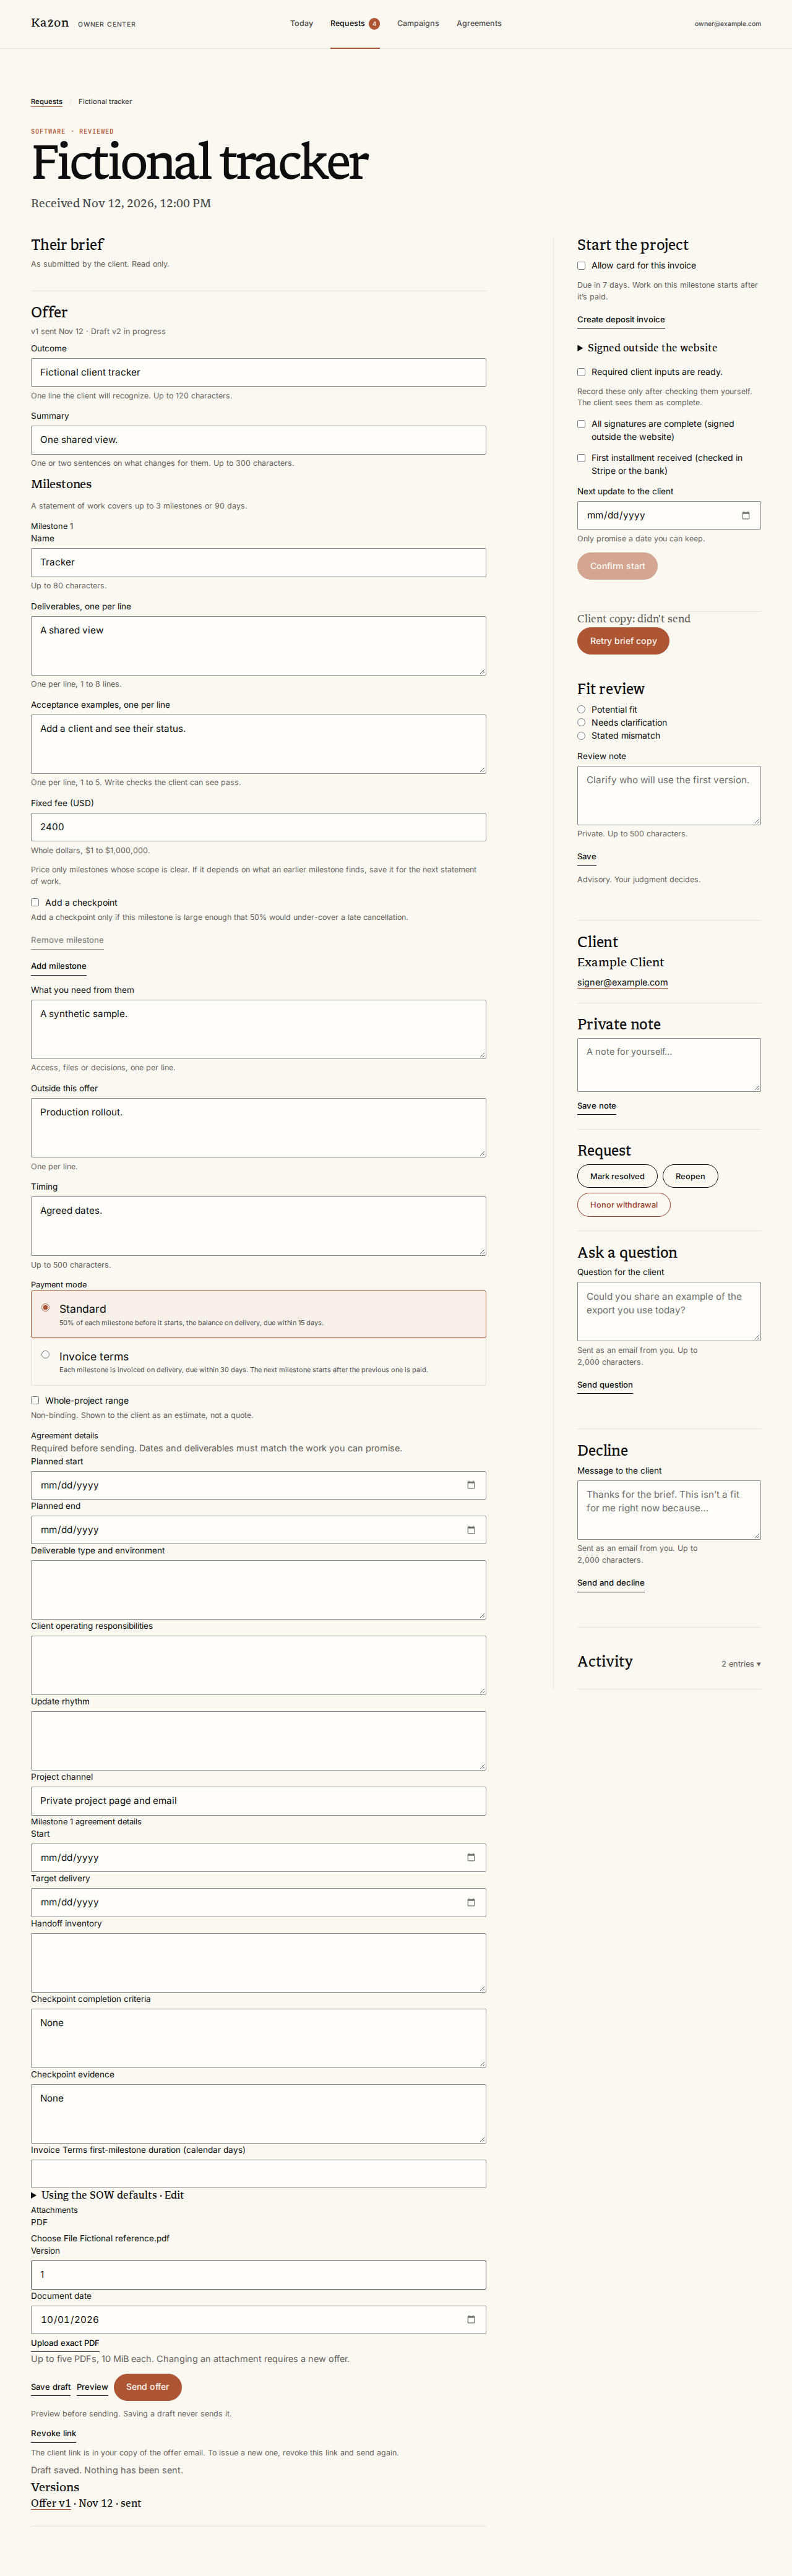 Kazon OWNER CENTER
Today
Requests 4
Campaigns
Agreements
owner@example.com
Requests / Fictional tracker
SOFTWARE · REVIEWED
Fictional tracker
Received Nov 12, 2026, 12:00 PM
Their brief
As submitted by the client. Read only.
Offer
v1 sent Nov 12 · Draft v2 in progress
Outcome
Fictional client tracker
One line the client will recognize. Up to 120 characters.
Summary
One shared view.
One or two sentences on what changes for them. Up to 300 characters.
Milestones
A statement of work covers up to 3 milestones or 90 days.
Milestone 1
Name
Tracker
Up to 80 characters.
Deliverables, one per line
A shared view
One per line, 1 to 8 lines.
Acceptance examples, one per line
Add a client and see their status.
One per line, 1 to 5. Write checks the client can see pass.
Fixed fee (USD)
2400
Whole dollars, $1 to $1,000,000.
Price only milestones whose scope is clear. If it depends on what an earlier milestone finds, save it for the next statement
of work.
Add a checkpoint
Add a checkpoint only if this milestone is large enough that 50% would under-cover a late cancellation.
Remove milestone
Add milestone
What you need from them
A synthetic sample.
Access, files or decisions, one per line.
Outside this offer
Production rollout.
One per line.
Timing
Agreed dates.
Up to 500 characters.
Payment mode
Standard
50% of each milestone before it starts, the balance on delivery, due within 15 days.
Invoice terms
Each milestone is invoiced on delivery, due within 30 days. The next milestone starts after the previous one is paid.
Whole-project range
Non-binding. Shown to the client as an estimate, not a quote.
Agreement details
Required before sending. Dates and deliverables must match the work you can promise.
Planned start
mm/dd/yyyy
Planned end
mm/dd/yyyy
Deliverable type and environment
Client operating responsibilities
Update rhythm
Project channel
Private project page and email
Milestone 1 agreement details
Start
mm/dd/yyyy
Target delivery
mm/dd/yyyy
Handoff inventory
Checkpoint completion criteria
None
Checkpoint evidence
None
Invoice Terms first-milestone duration (calendar days)
Using the SOW defaults · Edit
Attachments
PDF
Choose File Fictional reference.pdf
Version
1
Document date
10/01/2026
Upload exact PDF
Up to five PDFs, 10 MiB each. Changing an attachment requires a new offer.
Save draft Preview Send offer
Preview before sending. Saving a draft never sends it.
Revoke link
The client link is in your copy of the offer email. To issue a new one, revoke this link and send again.
Draft saved. Nothing has been sent.
Versions
Offer v1 · Nov 12 · sent
Start the project
Allow card for this invoice
Due in 7 days. Work on this milestone starts after
it's paid.
Create deposit invoice
Signed outside the website
Required client inputs are ready.
Record these only after checking them yourself.
The client sees them as complete.
All signatures are complete (signed
outside the website)
First installment received (checked in
Stripe or the bank)
Next update to the client
mm/dd/yyyy
Only promise a date you can keep.
Confirm start
Client copy: didn't send
Retry brief copy
Fit review
Potential fit
Needs clarification
Stated mismatch
Review note
Clarify who will use the first version.
Private. Up to 500 characters.
Save
Advisory. Your judgment decides.
Client
Example Client
signer@example.com
Private note
A note for yourself...
Save note
Request
Mark resolved Reopen
Honor withdrawal
Ask a question
Question for the client
Could you share an example of the
export you use today?
Sent as an email from you. Up to
2,000 characters.
Send question
Decline
Message to the client
Thanks for the brief. This isn't a fit
for me right now because...
Sent as an email from you. Up to
2,000 characters.
Send and decline
Activity 2 entries ▾